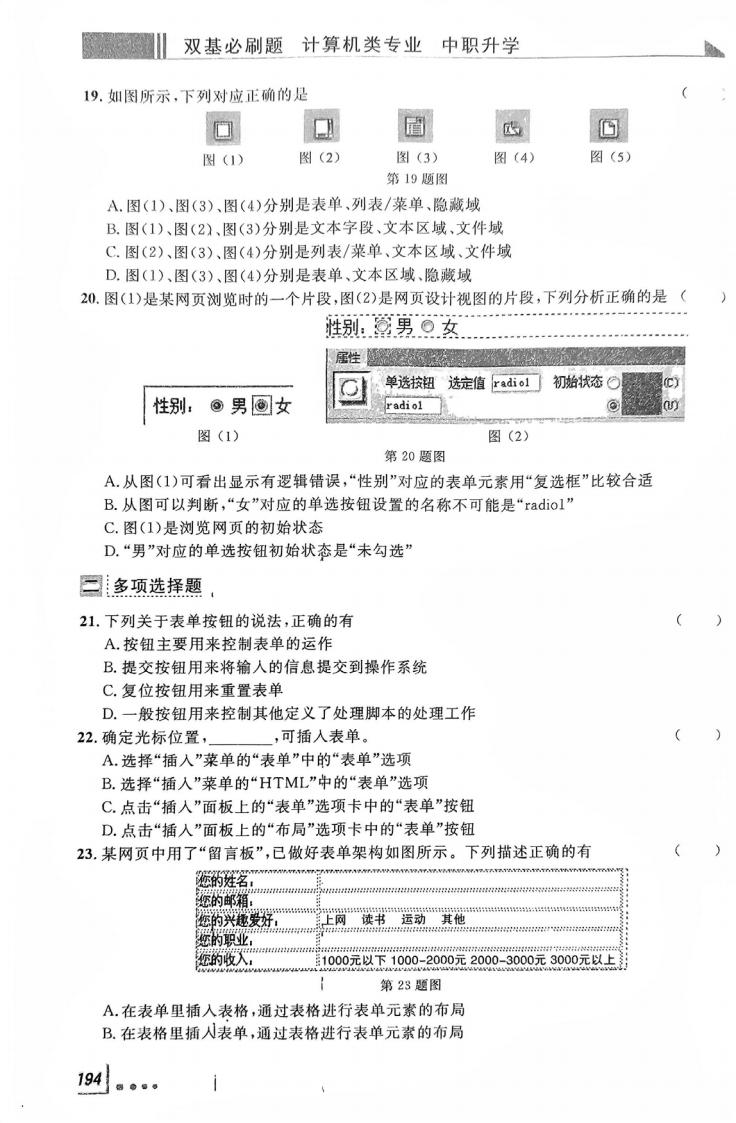 双基必刷题 计算机类专业 中职升学
19. 如图所示,下列对应正确的是 ( )
图(1) 图(2) 图(3) 图(4) 图(5)
第 19 题图
A. 图(1)、图(3)、图(4)分别是表单、列表/菜单、隐藏域
B. 图(1)、图(2)、图(3)分别是文本字段、文本区域、文件域
C. 图(2)、图(3)、图(4)分别是列表/菜单、文本区域、文件域
D. 图(1)、图(3)、图(4)分别是表单、文本区域、隐藏域
20. 图(1)是某网页浏览时的一个片段,图(2)是网页设计视图的片段,下列分析正确的是 ( )
性别: 男 女
属性
单选按钮 选定值 radio1 初始状态 (C)
radio1 (U)
性别: 男 女
图(1) 图(2)
第 20 题图
A. 从图(1)可看出显示有逻辑错误,“性别”对应的表单元素用“复选框”比较合适
B. 从图可以判断,“女”对应的单选按钮设置的名称不可能是“radio1”
C. 图(1)是浏览网页的初始状态
D. “男”对应的单选按钮初始状态是“未勾选”
二 多项选择题
21. 下列关于表单按钮的说法,正确的有 ( )
A. 按钮主要用来控制表单的运作
B. 提交按钮用来将输入的信息提交到操作系统
C. 复位按钮用来重置表单
D. 一般按钮用来控制其他定义了处理脚本的处理工作
22. 确定光标位置,________,可插入表单。 ( )
A. 选择“插入”菜单的“表单”中的“表单”选项
B. 选择“插入”菜单的“HTML”中的“表单”选项
C. 点击“插入”面板上的“表单”选项卡中的“表单”按钮
D. 点击“插入”面板上的“布局”选项卡中的“表单”按钮
23. 某网页中用了“留言板”,已做好表单架构如图所示。下列描述正确的有 ( )
您的姓名:
您的邮箱:
您的兴趣爱好: 上网 读书 运动 其他
您的职业:
您的收入: 1000元以下 1000-2000元 2000-3000元 3000元以上
第 23 题图
A. 在表单里插入表格,通过表格进行表单元素的布局
B. 在表格里插入表单,通过表格进行表单元素的布局
194